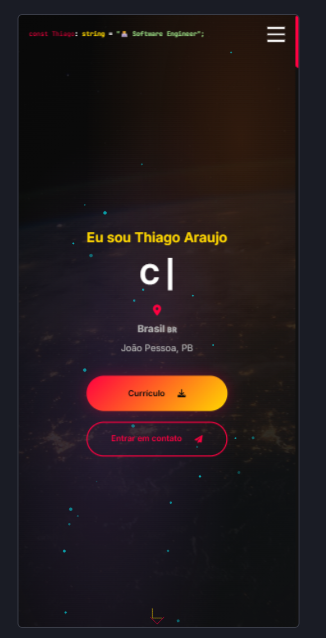 const Thiago: string = "👨🏻‍💻 Software Engineer";
Eu sou Thiago Araujo
c|
Brasil BR
João Pessoa, PB
Currículo
Entrar em contato